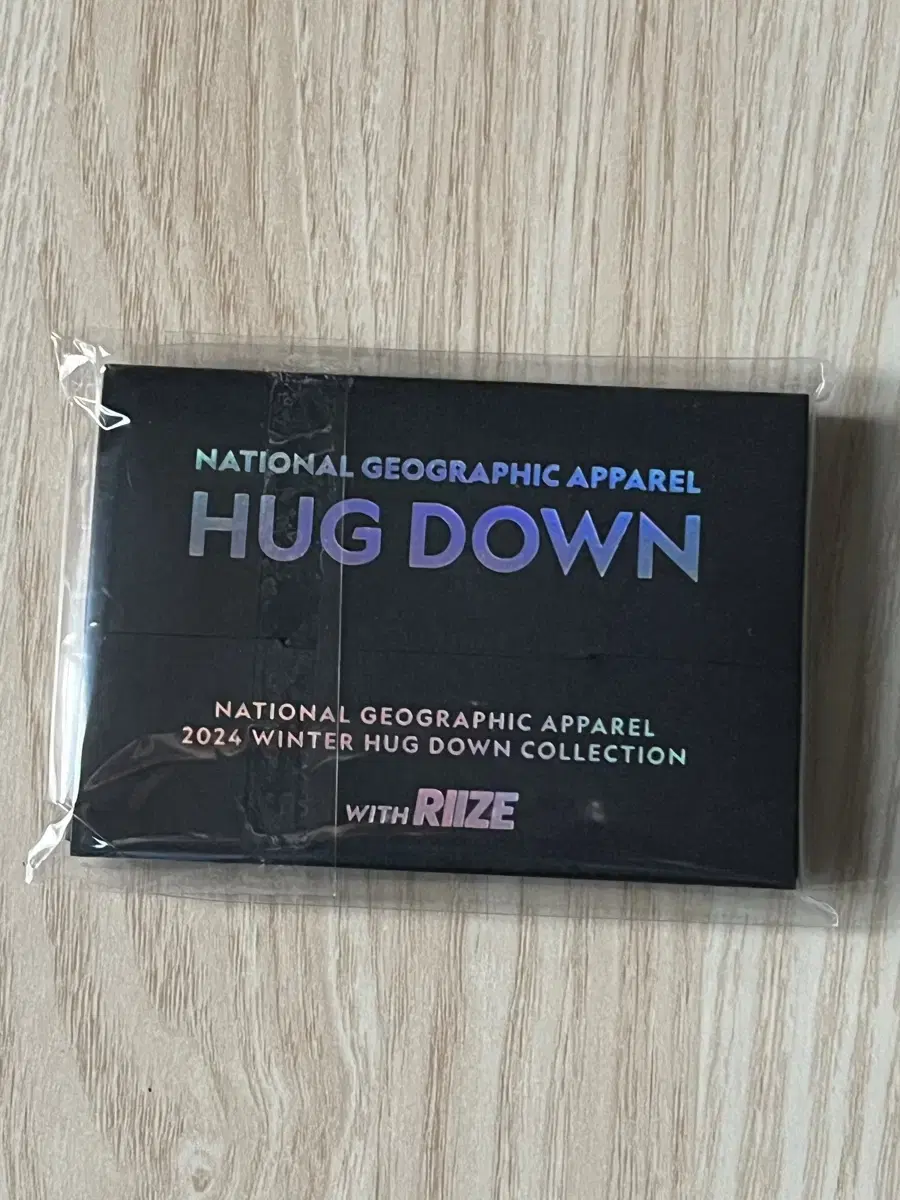 NATIONAL GEOGRAPHIC APPAREL
HUG DOWN
NATIONAL GEOGRAPHIC APPAREL
2024 WINTER HUG DOWN COLLECTION
WITH RIIZE